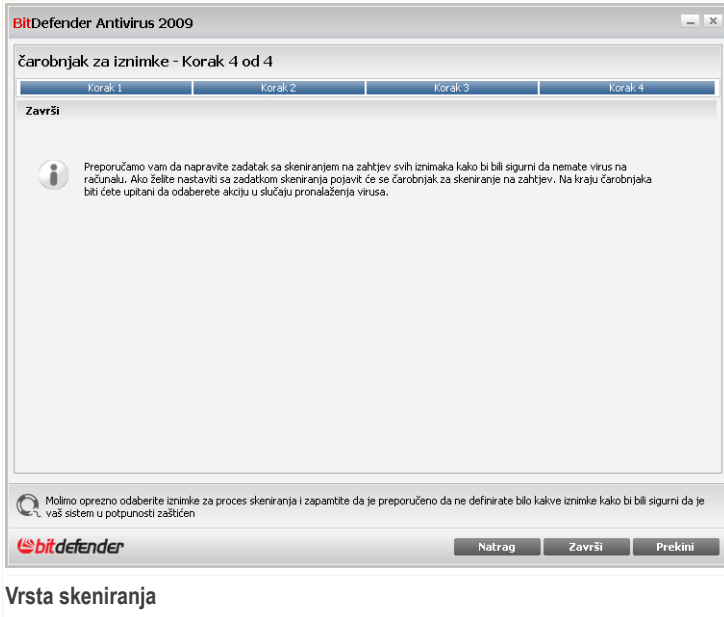 BitDefender Antivirus 2009
čarobnjak za iznimke - Korak 4 od 4
Korak 1 Korak 2 Korak 3 Korak 4
Završi
Preporučamo vam da napravite zadatak sa skeniranjem na zahtjev svih iznimaka kako bi bili sigurni da nemate virus na
računalu. Ako želite nastaviti sa zadatkom skeniranja pojavit će se čarobnjak za skeniranje na zahtjev. Na kraju čarobnjaka
biti ćete upitani da odaberete akciju u slučaju pronalaženja virusa.
Molimo oprezno odaberite iznimke za proces skeniranja i zapamtite da je preporučeno da ne definirate bilo kakve iznimke kako bi bili sigurni da je
vaš sistem u potpunosti zaštićen
bitdefender
Natrag Završi Prekini
Vrsta skeniranja